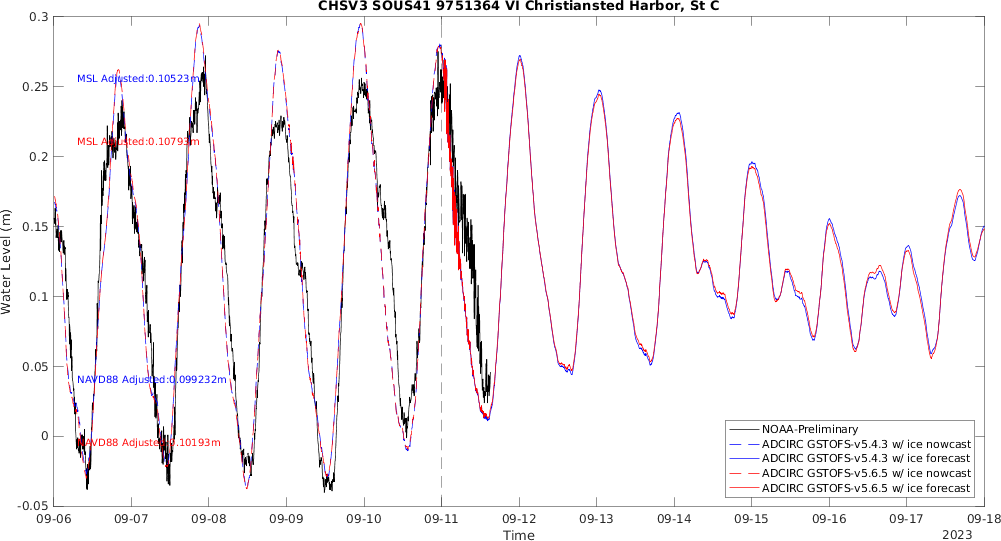 CHSV3 SOUS41 9751364 VI Christiansted Harbor, St C
0.3
0.25
0.2
0.15
0.1
0.05
0
-0.05
Water Level (m)
MSL Adjusted:0.10523m
MSL Adjusted:0.10793m
NAVD88 Adjusted:0.099232m
NAVD88 Adjusted:0.10193m
NOAA-Preliminary
ADCIRC GSTOFS-v5.4.3 w/ ice nowcast
ADCIRC GSTOFS-v5.4.3 w/ ice forecast
ADCIRC GSTOFS-v5.6.5 w/ ice nowcast
ADCIRC GSTOFS-v5.6.5 w/ ice forecast
09-06 09-07 09-08 09-09 09-10 09-11 09-12 09-13 09-14 09-15 09-16 09-17 09-18
Time
2023